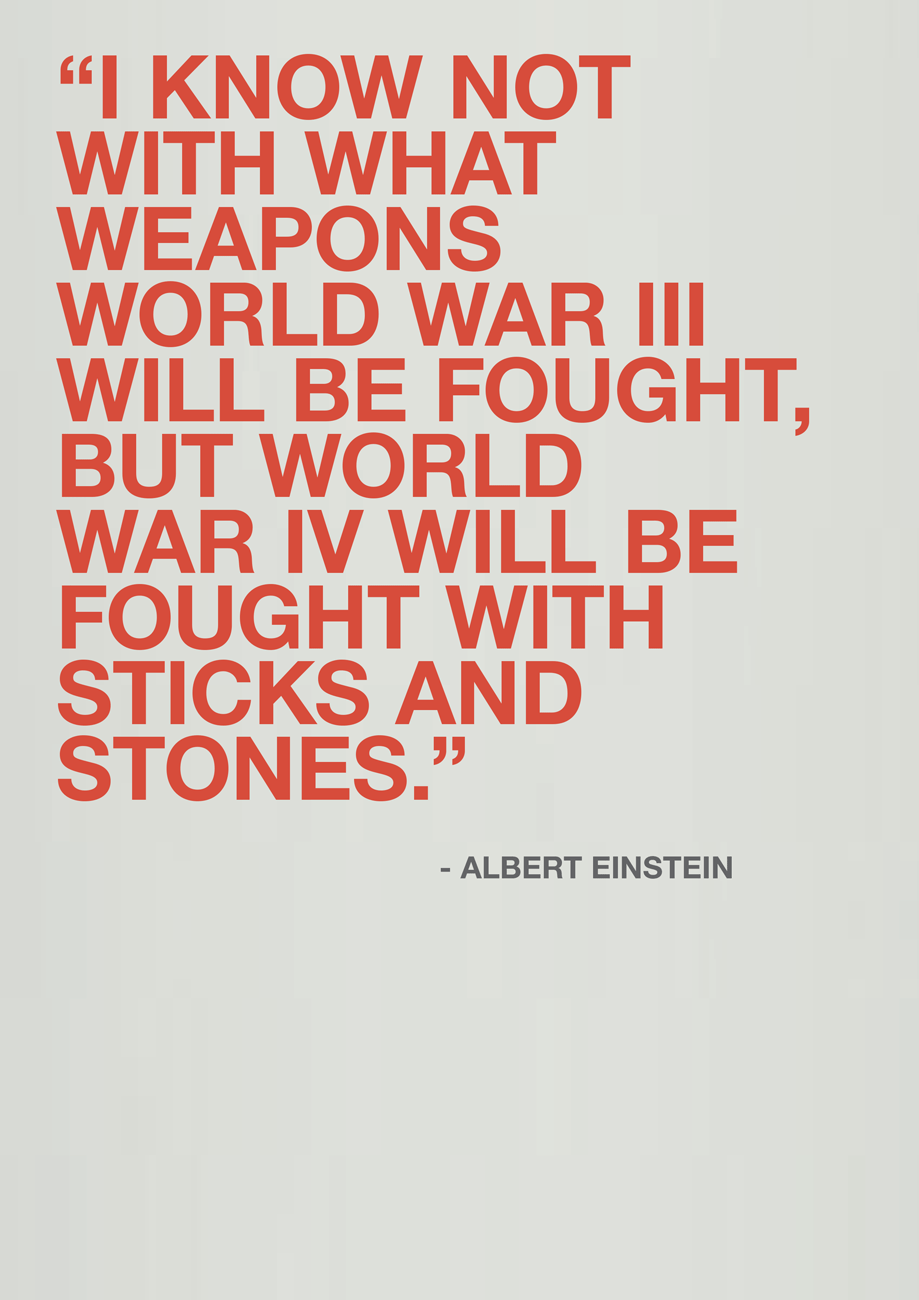 “I KNOW NOT
WITH WHAT
WEAPONS
WORLD WAR III
WILL BE FOUGHT,
BUT WORLD
WAR IV WILL BE
FOUGHT WITH
STICKS AND
STONES.”
- ALBERT EINSTEIN